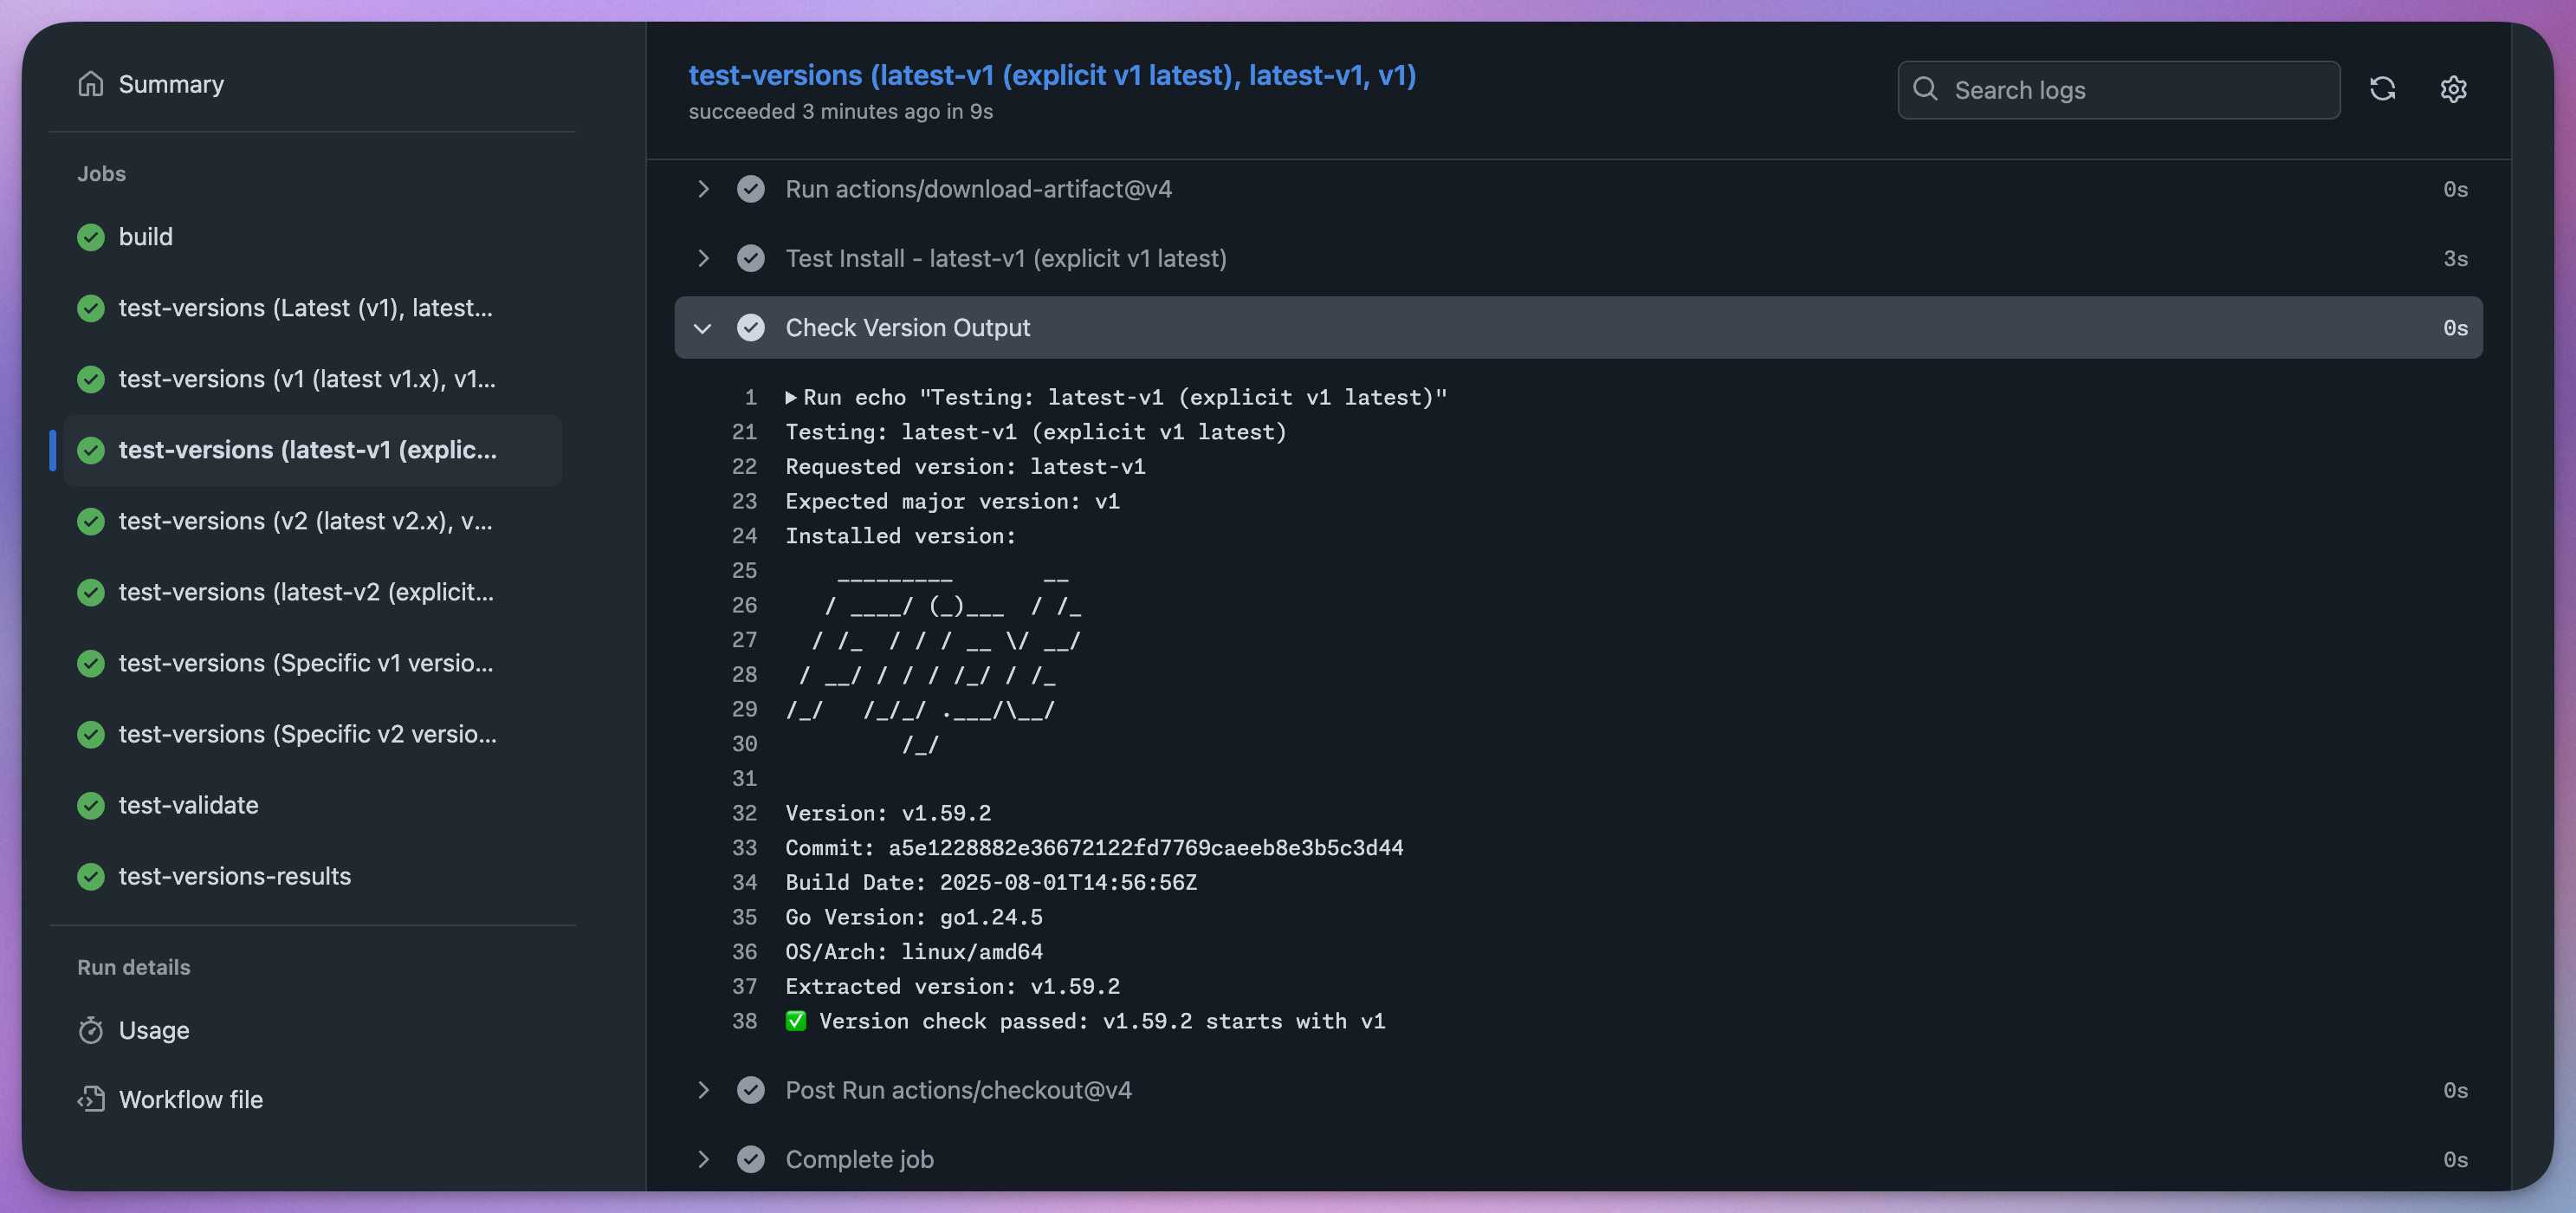 Summary
Jobs
build
test-versions (Latest (v1), latest...
test-versions (v1 (latest v1.x), v1...
test-versions (latest-v1 (explic...
test-versions (v2 (latest v2.x), v...
test-versions (latest-v2 (explicit...
test-versions (Specific v1 versio...
test-versions (Specific v2 versio...
test-validate
test-versions-results
Run details
Usage
Workflow file
test-versions (latest-v1 (explicit v1 latest), latest-v1, v1)
succeeded 3 minutes ago in 9s
Search logs
Run actions/download-artifact@v4 0s
Test Install - latest-v1 (explicit v1 latest) 3s
Check Version Output 0s
1 ▶Run echo "Testing: latest-v1 (explicit v1 latest)"
21 Testing: latest-v1 (explicit v1 latest)
22 Requested version: latest-v1
23 Expected major version: v1
24 Installed version:
25     _________       __
26    / ____/ (_)___  / /_
27   / /_  / / / __ \/ __/
28  / __/ / / / /_/ / /_
29 /_/   /_/_/ .___/\__/
30          /_/
31
32 Version: v1.59.2
33 Commit: a5e1228882e36672122fd7769caeeb8e3b5c3d44
34 Build Date: 2025-08-01T14:56:56Z
35 Go Version: go1.24.5
36 OS/Arch: linux/amd64
37 Extracted version: v1.59.2
38 ✅ Version check passed: v1.59.2 starts with v1
Post Run actions/checkout@v4 0s
Complete job 0s